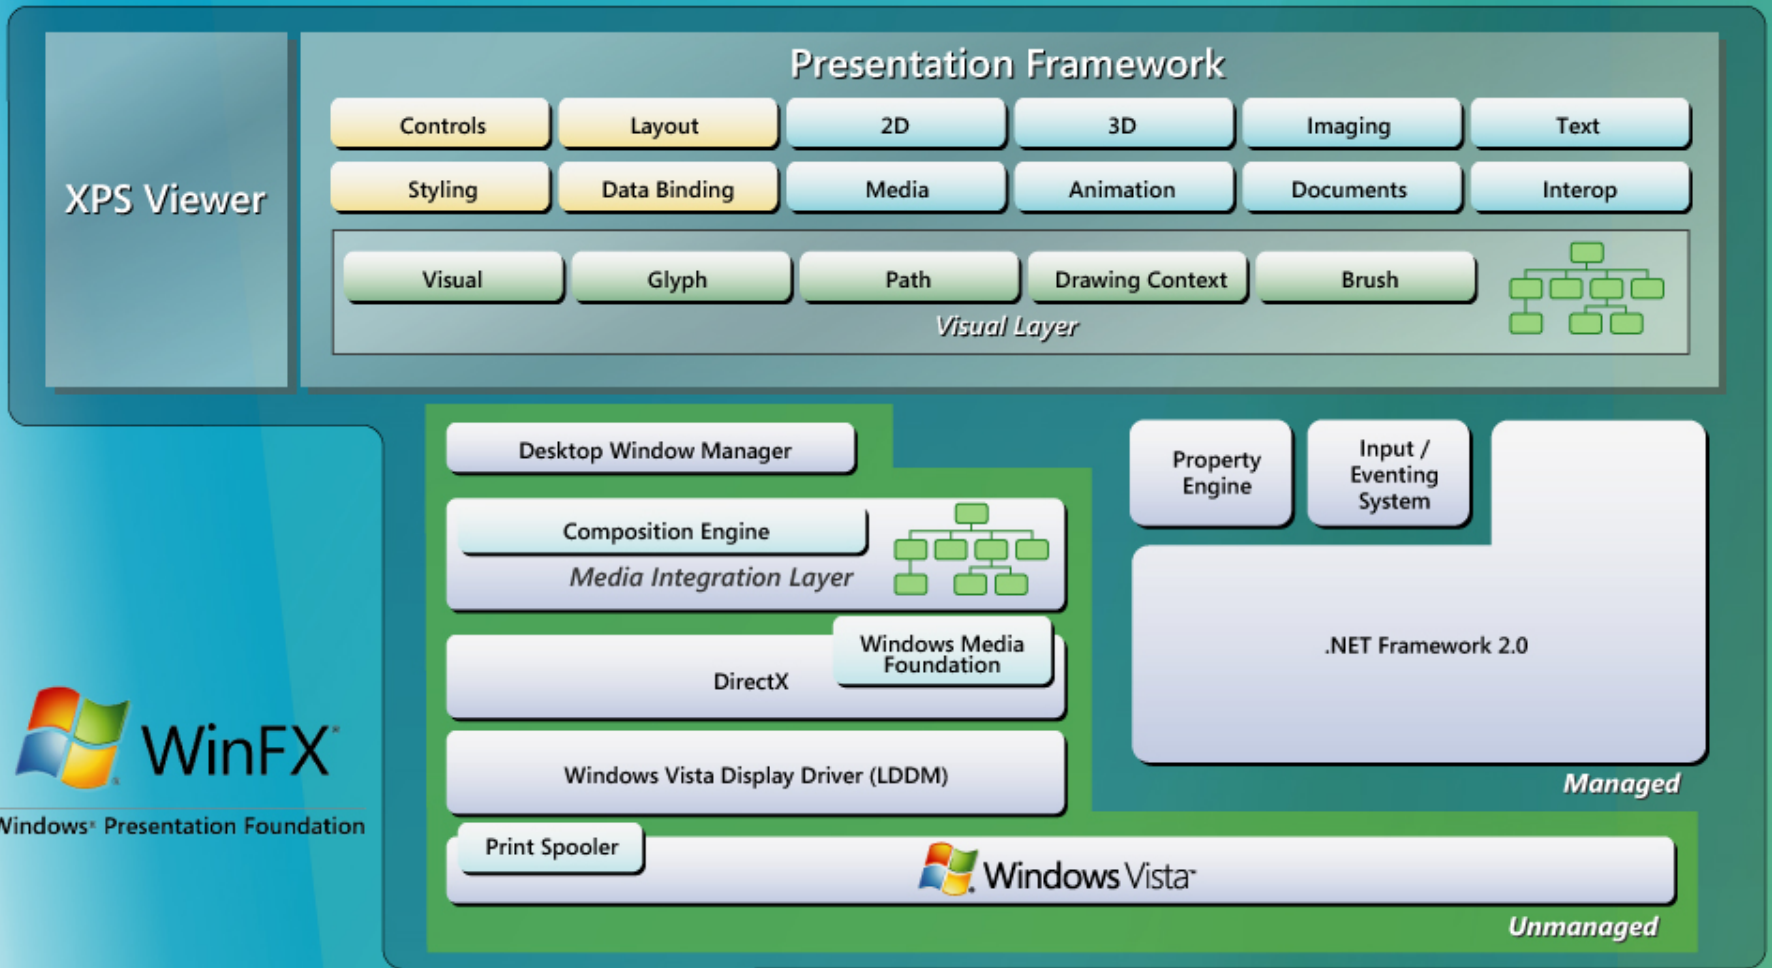 Presentation Framework
XPS Viewer
Controls
Layout
2D
3D
Imaging
Text
Styling
Data Binding
Media
Animation
Documents
Interop
Visual
Glyph
Path
Drawing Context
Brush
Visual Layer
Desktop Window Manager
Composition Engine
Media Integration Layer
Windows Media
Foundation
DirectX
Windows Vista Display Driver (LDDM)
Print Spooler
Windows Vista™
Unmanaged
Property
Engine
Input /
Eventing
System
.NET Framework 2.0
Managed
WinFX
Windows® Presentation Foundation